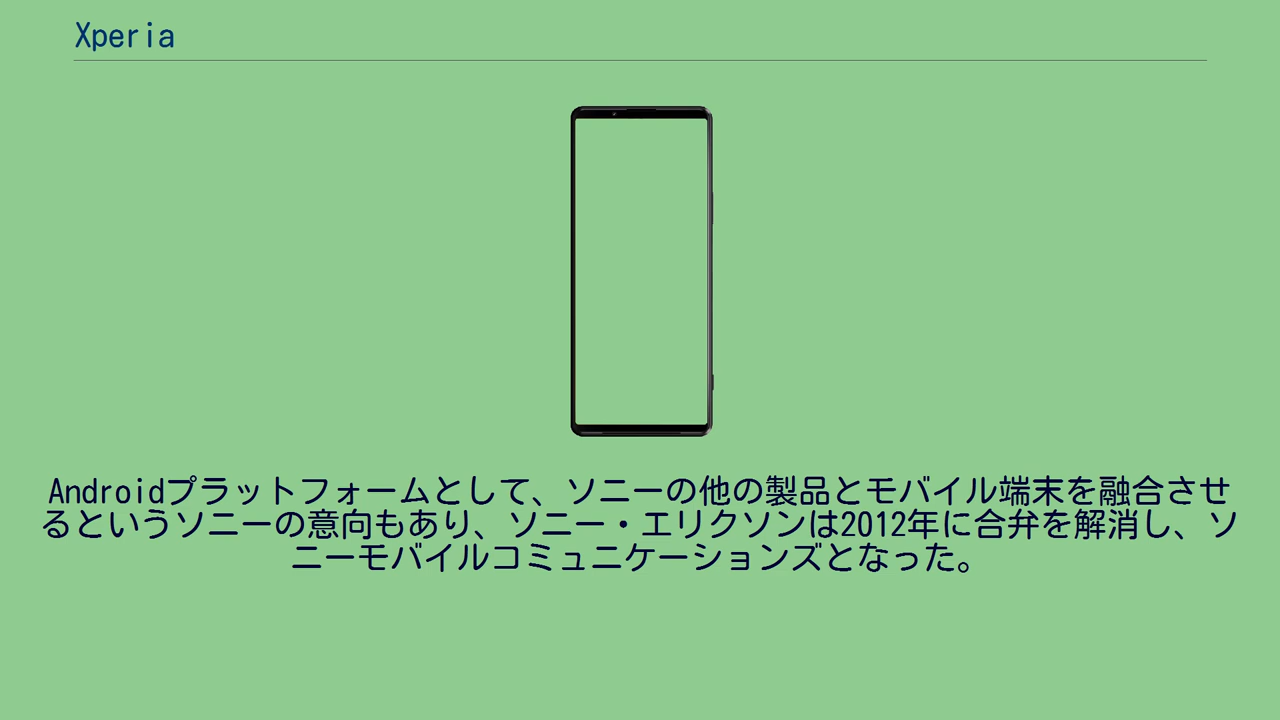 Xperia
Androidプラットフォームとして、ソニーの他の製品とモバイル端末を融合させ
るというソニーの意向もあり、ソニー・エリクソンは2012年に合弁を解消し、ソ
ニーモバイルコミュニケーションズとなった。